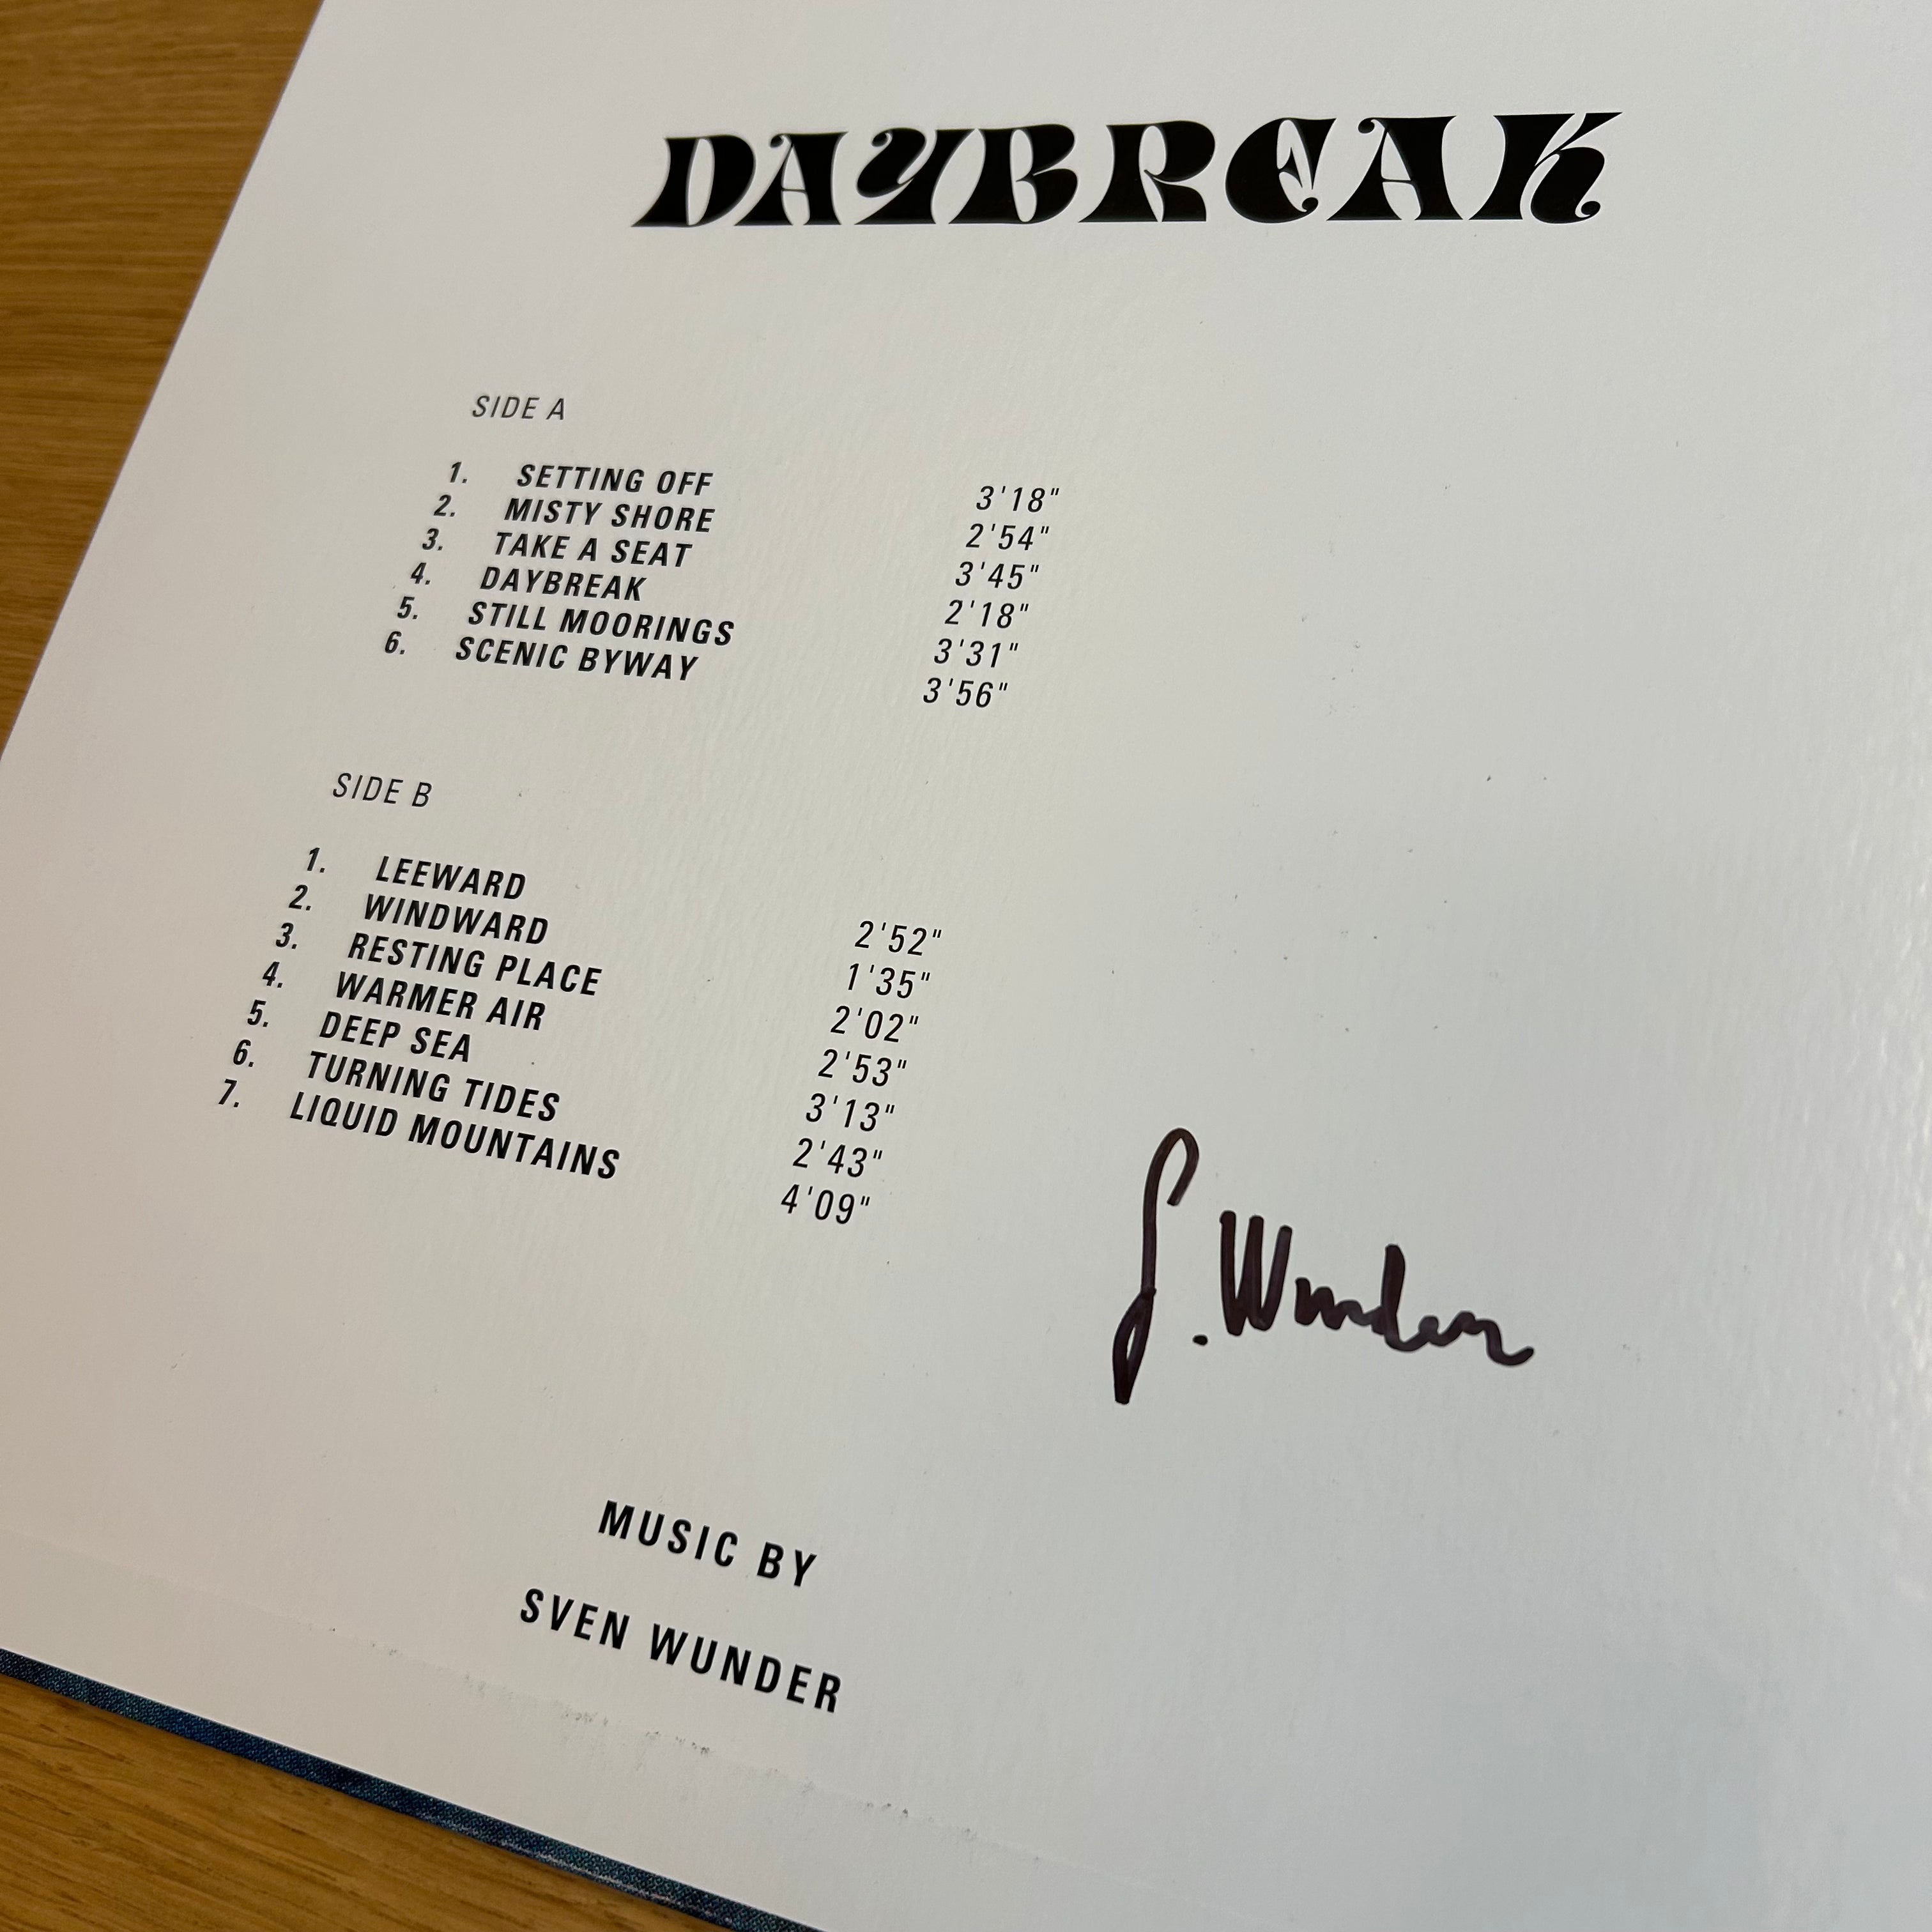 DAYBREAK
SIDE A
1. SETTING OFF 3'18"
2. MISTY SHORE 2'54"
3. TAKE A SEAT 3'45"
4. DAYBREAK 2'18"
5. STILL MOORINGS 3'31"
6. SCENIC BYWAY 3'56"
SIDE B
1. LEEWARD 2'52"
2. WINDWARD 1'35"
3. RESTING PLACE 2'02"
4. WARMER AIR 2'53"
5. DEEP SEA 3'13"
6. TURNING TIDES 2'43"
7. LIQUID MOUNTAINS 4'09"
S. Wunder
MUSIC BY
SVEN WUNDER